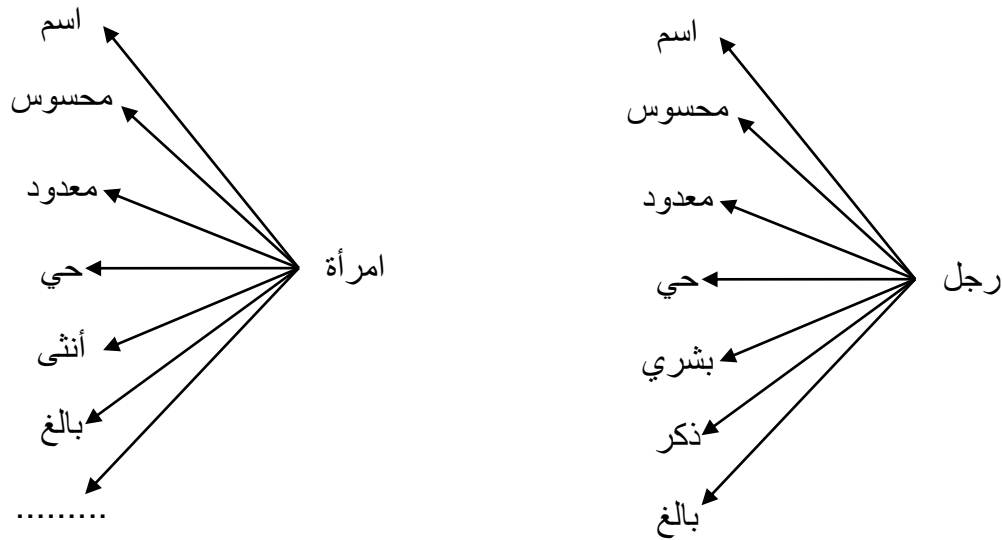 رجل
اسم
محسوس
معدود
حي
بشري
ذكر
بالغ
امرأة
اسم
محسوس
معدود
حي
أنثى
بالغ
.........